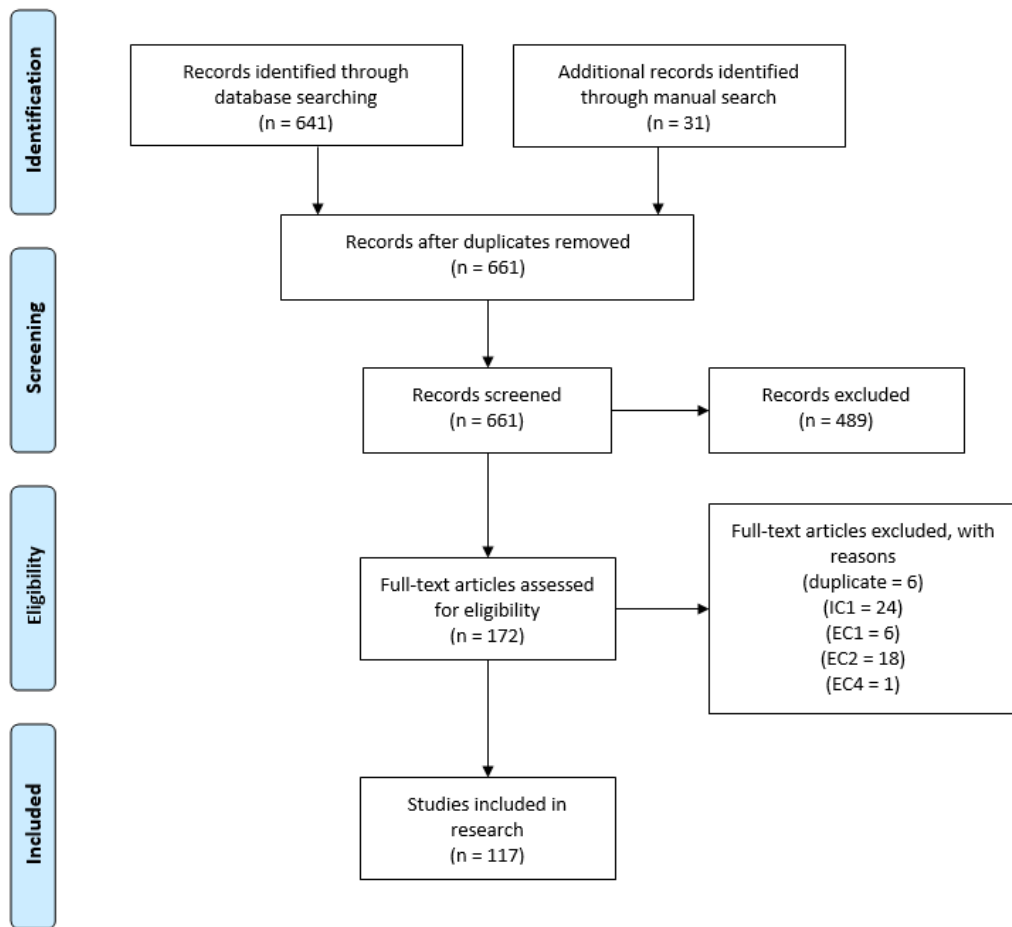 Identification
Records identified through
database searching
(n = 641)
Additional records identified
through manual search
(n = 31)
Records after duplicates removed
(n = 661)
Screening
Records screened
(n = 661)
Records excluded
(n = 489)
Eligibility
Full-text articles assessed
for eligibility
(n = 172)
Full-text articles excluded, with
reasons
(duplicate = 6)
(IC1 = 24)
(EC1 = 6)
(EC2 = 18)
(EC4 = 1)
Included
Studies included in
research
(n = 117)